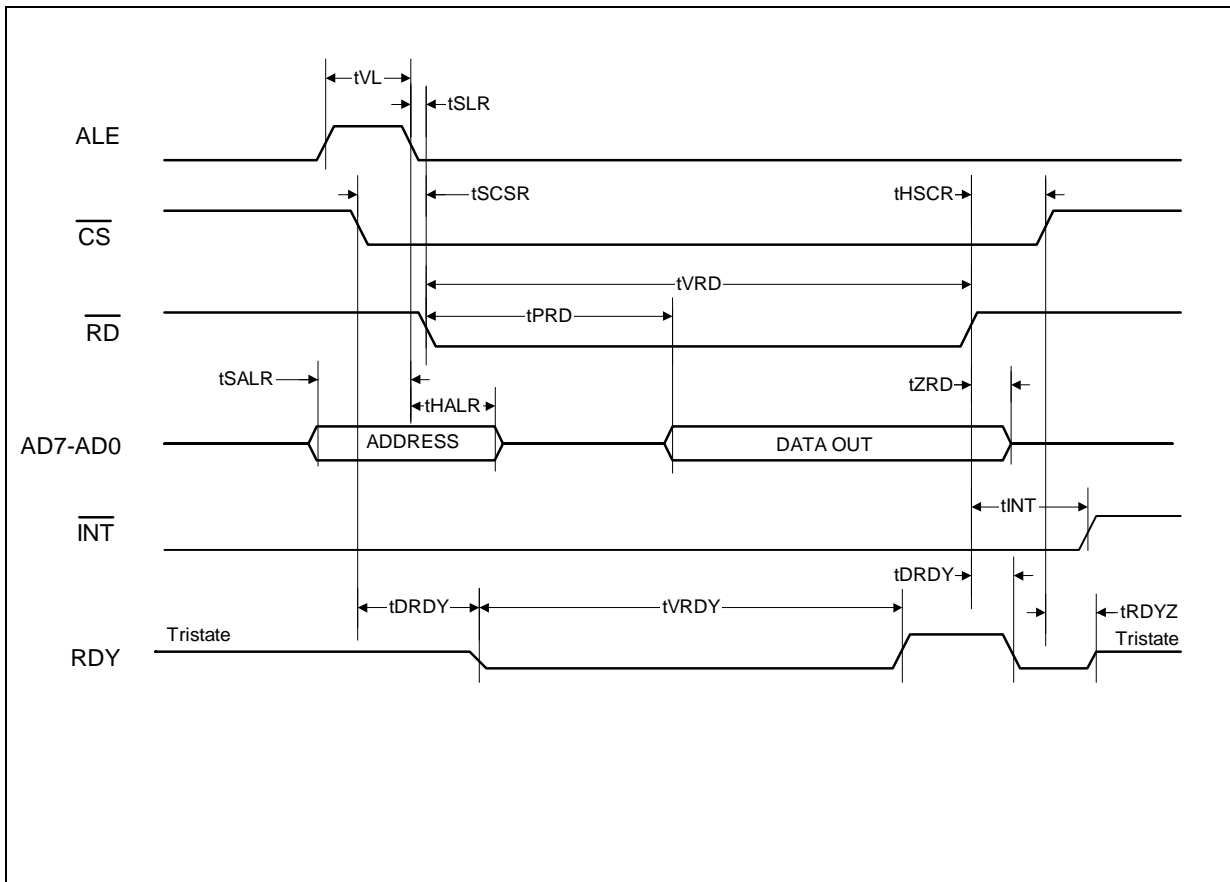 tVL
tSLR
ALE
tSCSR
tHSCR
CS
tVRD
tPRD
RD
tSALR
tZRD
tHALR
AD7-AD0
ADDRESS
DATA OUT
tINT
INT
tDRDY
tDRDY
tVRDY
tRDYZ
Tristate
Tristate
RDY